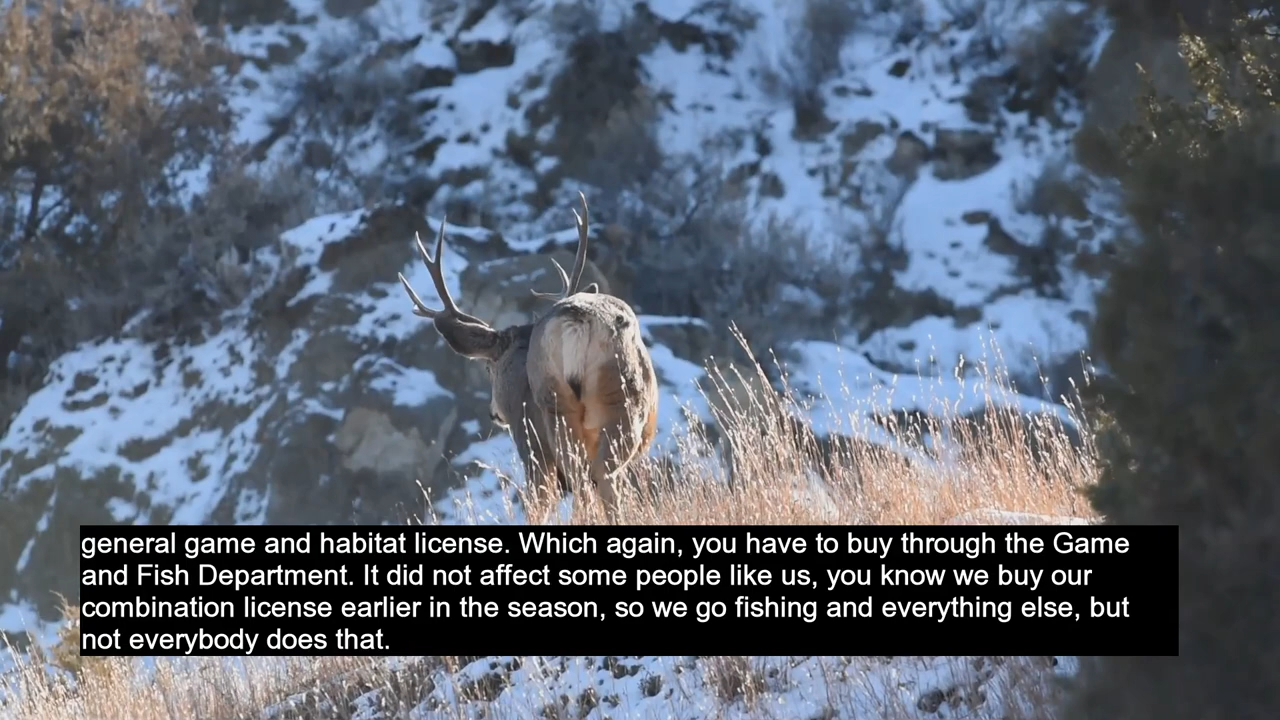 general game and habitat license. Which again, you have to buy through the Game
and Fish Department. It did not affect some people like us, you know we buy our
combination license earlier in the season, so we go fishing and everything else, but
not everybody does that.